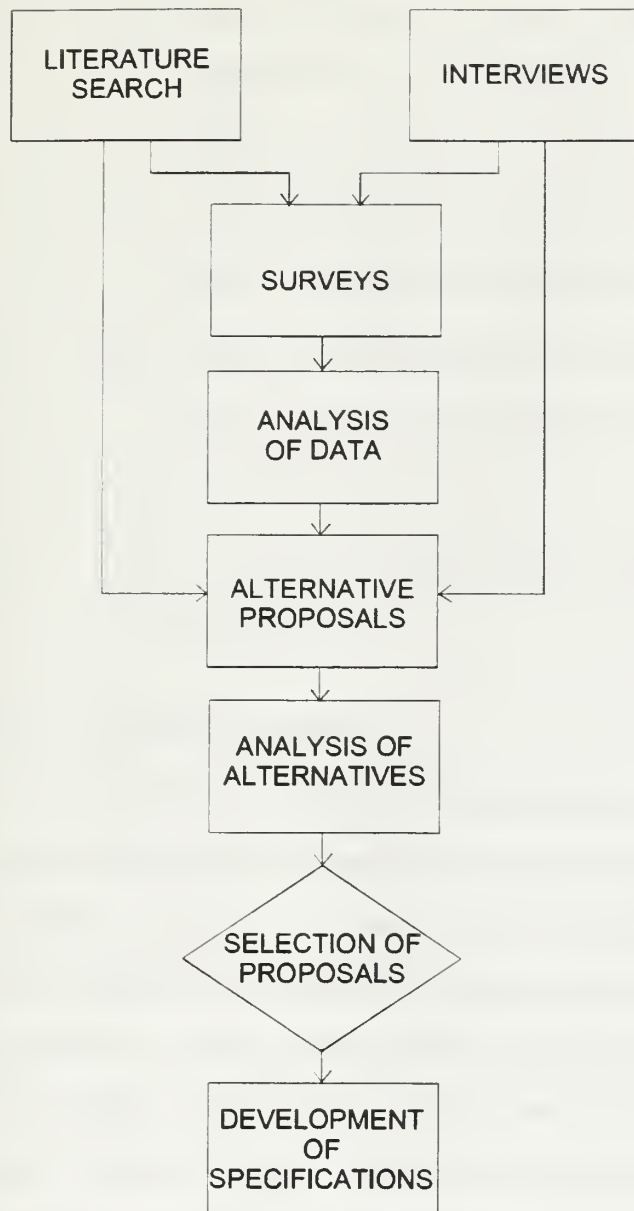 LITERATURE
SEARCH
INTERVIEWS
SURVEYS
ANALYSIS
OF DATA
ALTERNATIVE
PROPOSALS
ANALYSIS OF
ALTERNATIVES
SELECTION OF
PROPOSALS
DEVELOPMENT
OF
SPECIFICATIONS